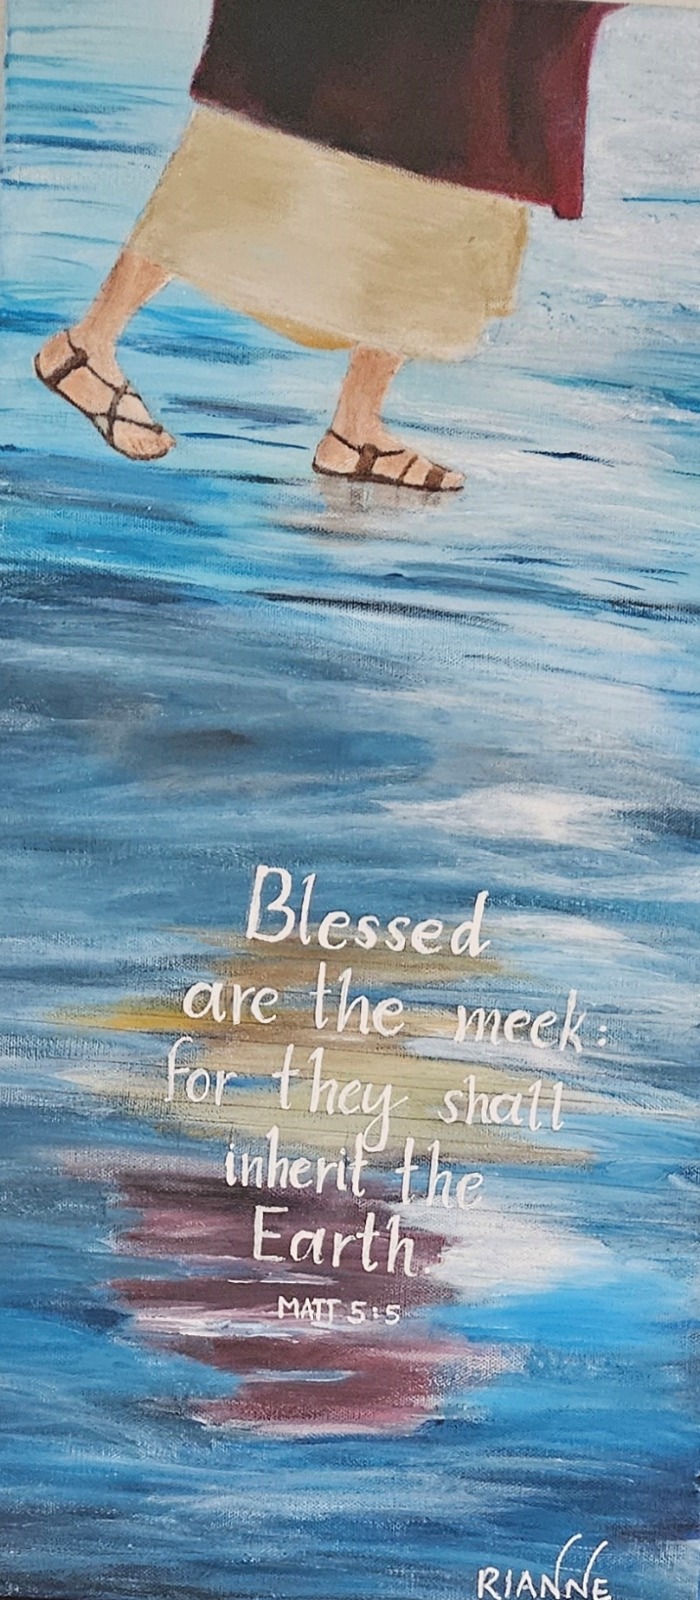 Blessed
are the meek:
for they shall
inherit the
Earth.
MATT 5:5
RIANNE